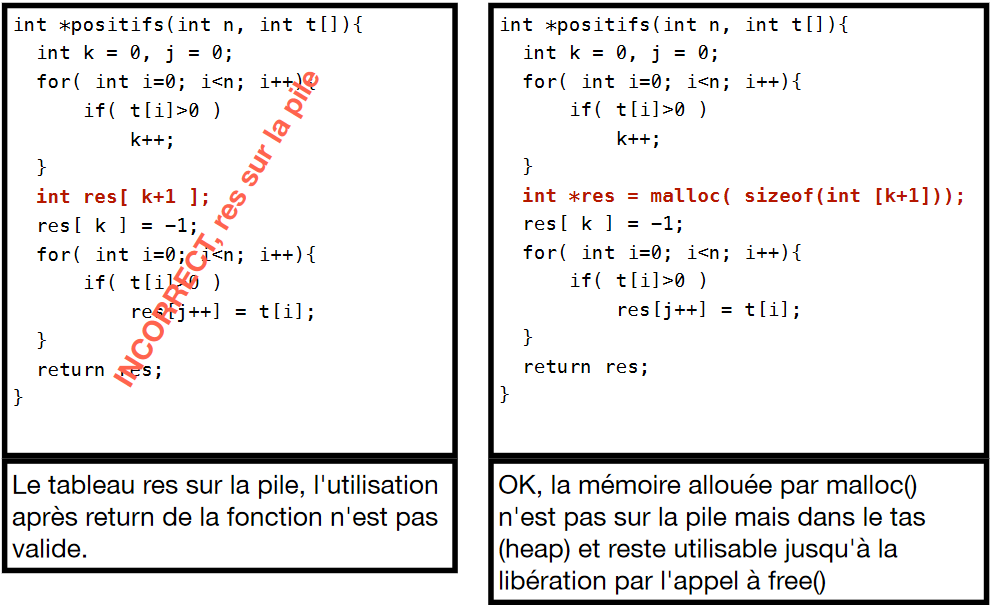 int *positifs(int n, int t[]){
  int k = 0, j = 0;
  for( int i=0; i<n; i++){
      if( t[i]>0 )
          k++;
  }
  int res[ k+1 ];
  res[ k ] = -1;
  for( int i=0; i<n; i++){
      if( t[i]>0 )
          res[j++] = t[i];
  }
  return res;
}
INCORRECT, res sur la pile
Le tableau res sur la pile, l'utilisation
après return de la fonction n'est pas
valide.
int *positifs(int n, int t[]){
  int k = 0, j = 0;
  for( int i=0; i<n; i++){
      if( t[i]>0 )
          k++;
  }
  int *res = malloc( sizeof(int [k+1]));
  res[ k ] = -1;
  for( int i=0; i<n; i++){
      if( t[i]>0 )
          res[j++] = t[i];
  }
  return res;
}
OK, la mémoire allouée par malloc()
n'est pas sur la pile mais dans le tas
(heap) et reste utilisable jusqu'à la
libération par l'appel à free()